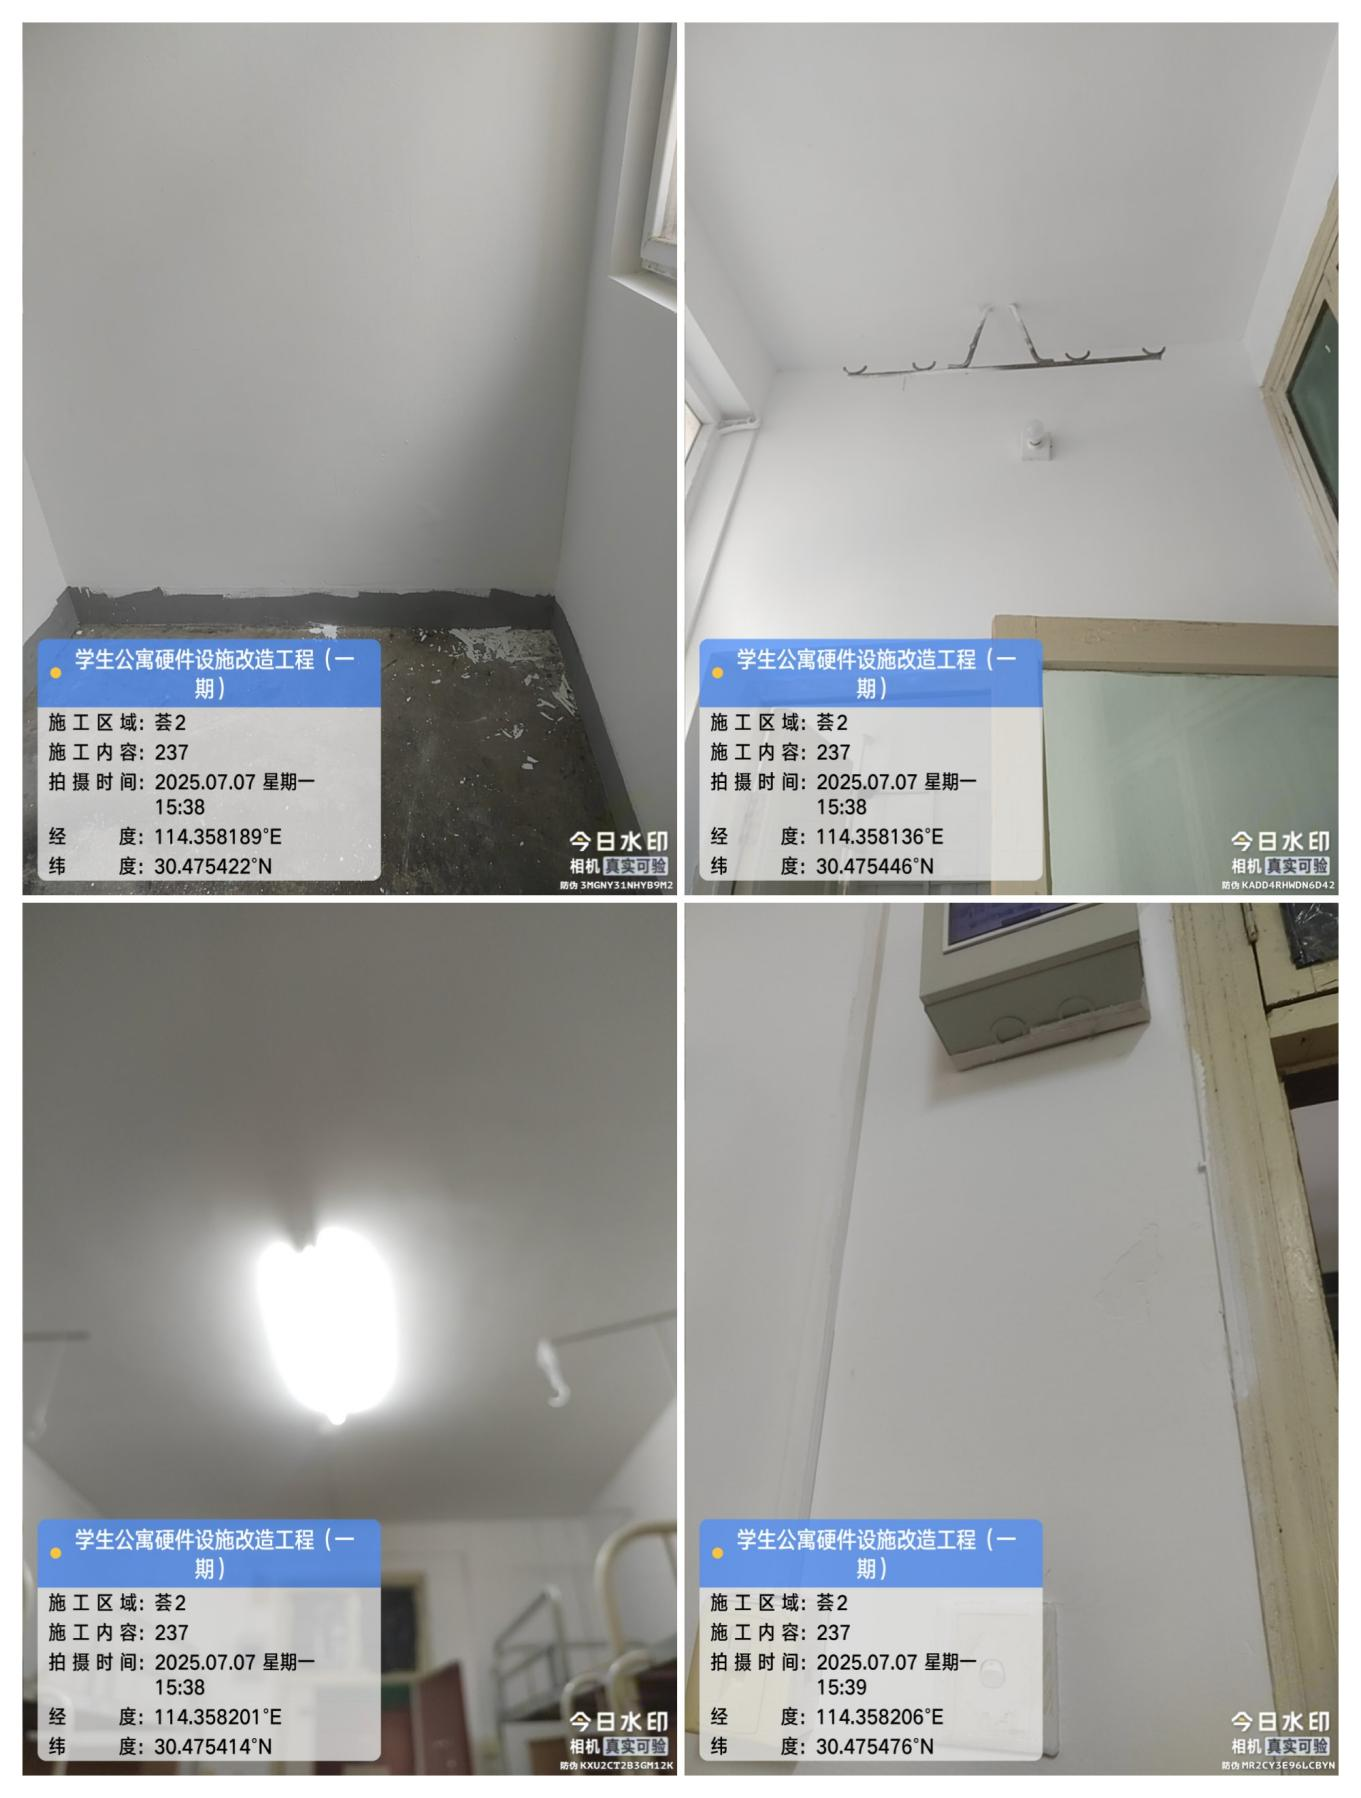 学生公寓硬件设施改造工程（一
期）
施工区域：荟2
施工内容：237
拍摄时间：2025.07.07 星期一
15:38
经度：114.358189°E
纬度：30.475422°N
今日水印
相机 真实可验
防伪 3MGNY31NHYB9M2
学生公寓硬件设施改造工程（一
期）
施工区域：荟2
施工内容：237
拍摄时间：2025.07.07 星期一
15:38
经度：114.358136°E
纬度：30.475446°N
今日水印
相机 真实可验
防伪 KADD4RHWDN6D42
学生公寓硬件设施改造工程（一
期）
施工区域：荟2
施工内容：237
拍摄时间：2025.07.07 星期一
15:38
经度：114.358201°E
纬度：30.475414°N
今日水印
相机 真实可验
防伪 KXU2CT2B3GM12K
学生公寓硬件设施改造工程（一
期）
施工区域：荟2
施工内容：237
拍摄时间：2025.07.07 星期一
15:39
经度：114.358206°E
纬度：30.475476°N
今日水印
相机 真实可验
防伪 MR2CY3E96LCBYN